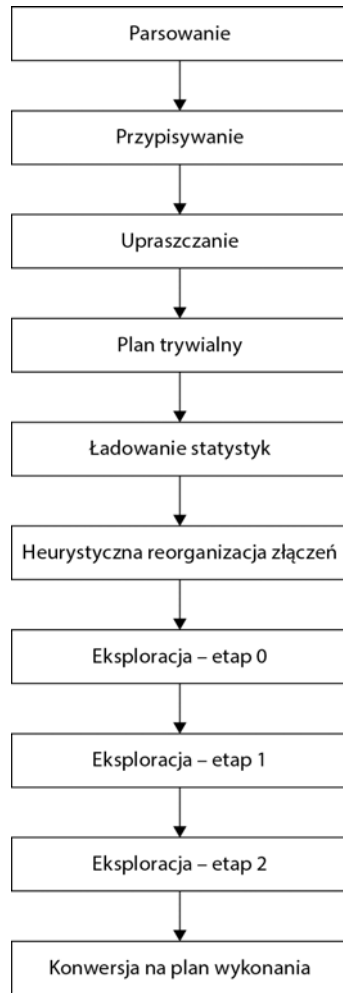 Parsowanie
Przypisywanie
Upraszczanie
Plan trywialny
Ładowanie statystyk
Heurystyczna reorganizacja złączeń
Eksploracja – etap 0
Eksploracja – etap 1
Eksploracja – etap 2
Konwersja na plan wykonania